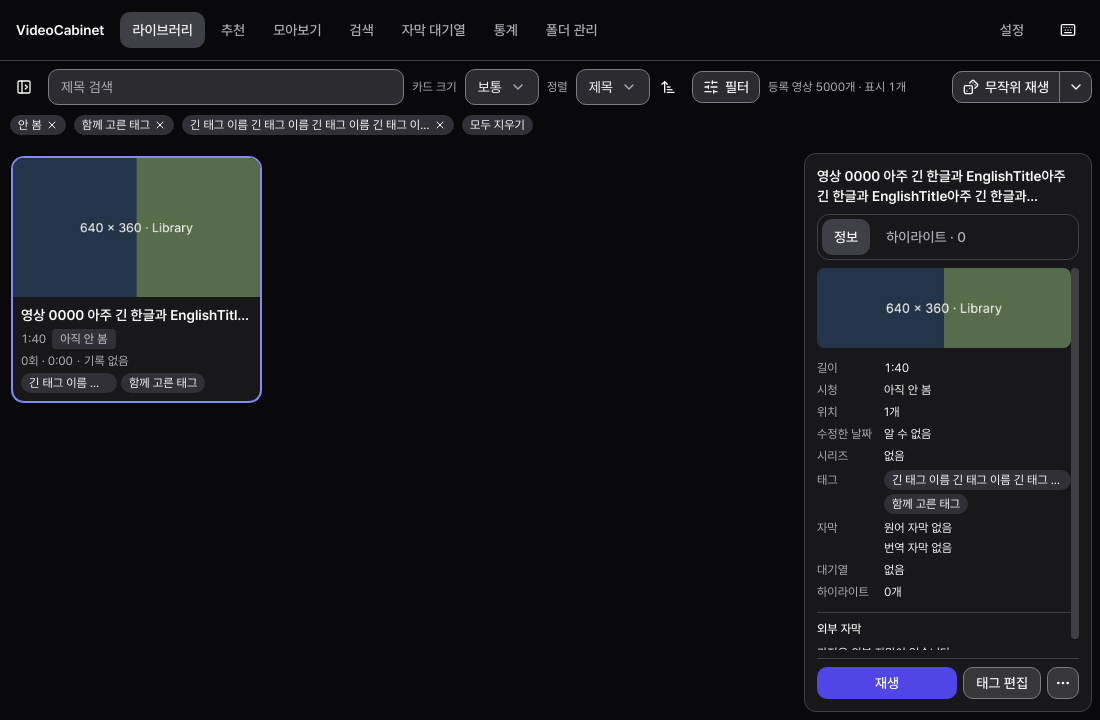 VideoCabinet 라이브러리 추천 모아보기 검색 자막 대기열 통계 폴더 관리 설정
제목 검색 카드 크기 보통 정렬 제목 필터 등록 영상 5000개 · 표시 1개 무작위 재생
안 봄 함께 고른 태그 긴 태그 이름 긴 태그 이름 긴 태그 이름 긴 태그 이... 모두 지우기
640 × 360 · Library
영상 0000 아주 긴 한글과 EnglishTitl...
1:40 아직 안 봄
0회 · 0:00 · 기록 없음
긴 태그 이름 ... 함께 고른 태그
영상 0000 아주 긴 한글과 EnglishTitle아주
긴 한글과 EnglishTitle아주 긴 한글과...
정보 하이라이트 · 0
640 × 360 · Library
길이 1:40
시청 아직 안 봄
위치 1개
수정한 날짜 알 수 없음
시리즈 없음
태그 긴 태그 이름 긴 태그 이름 긴 태그 ...
함께 고른 태그
자막 원어 자막 없음
번역 자막 없음
대기열 없음
하이라이트 0개
외부 자막
재생 태그 편집